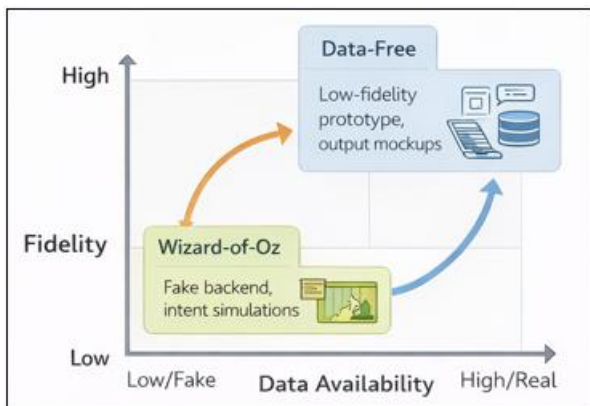 High
Data-Free
Low-fidelity
prototype,
output mockups
Fidelity
Wizard-of-Oz
Fake backend,
intent simulations
Low
Low/Fake
Data Availability
High/Real